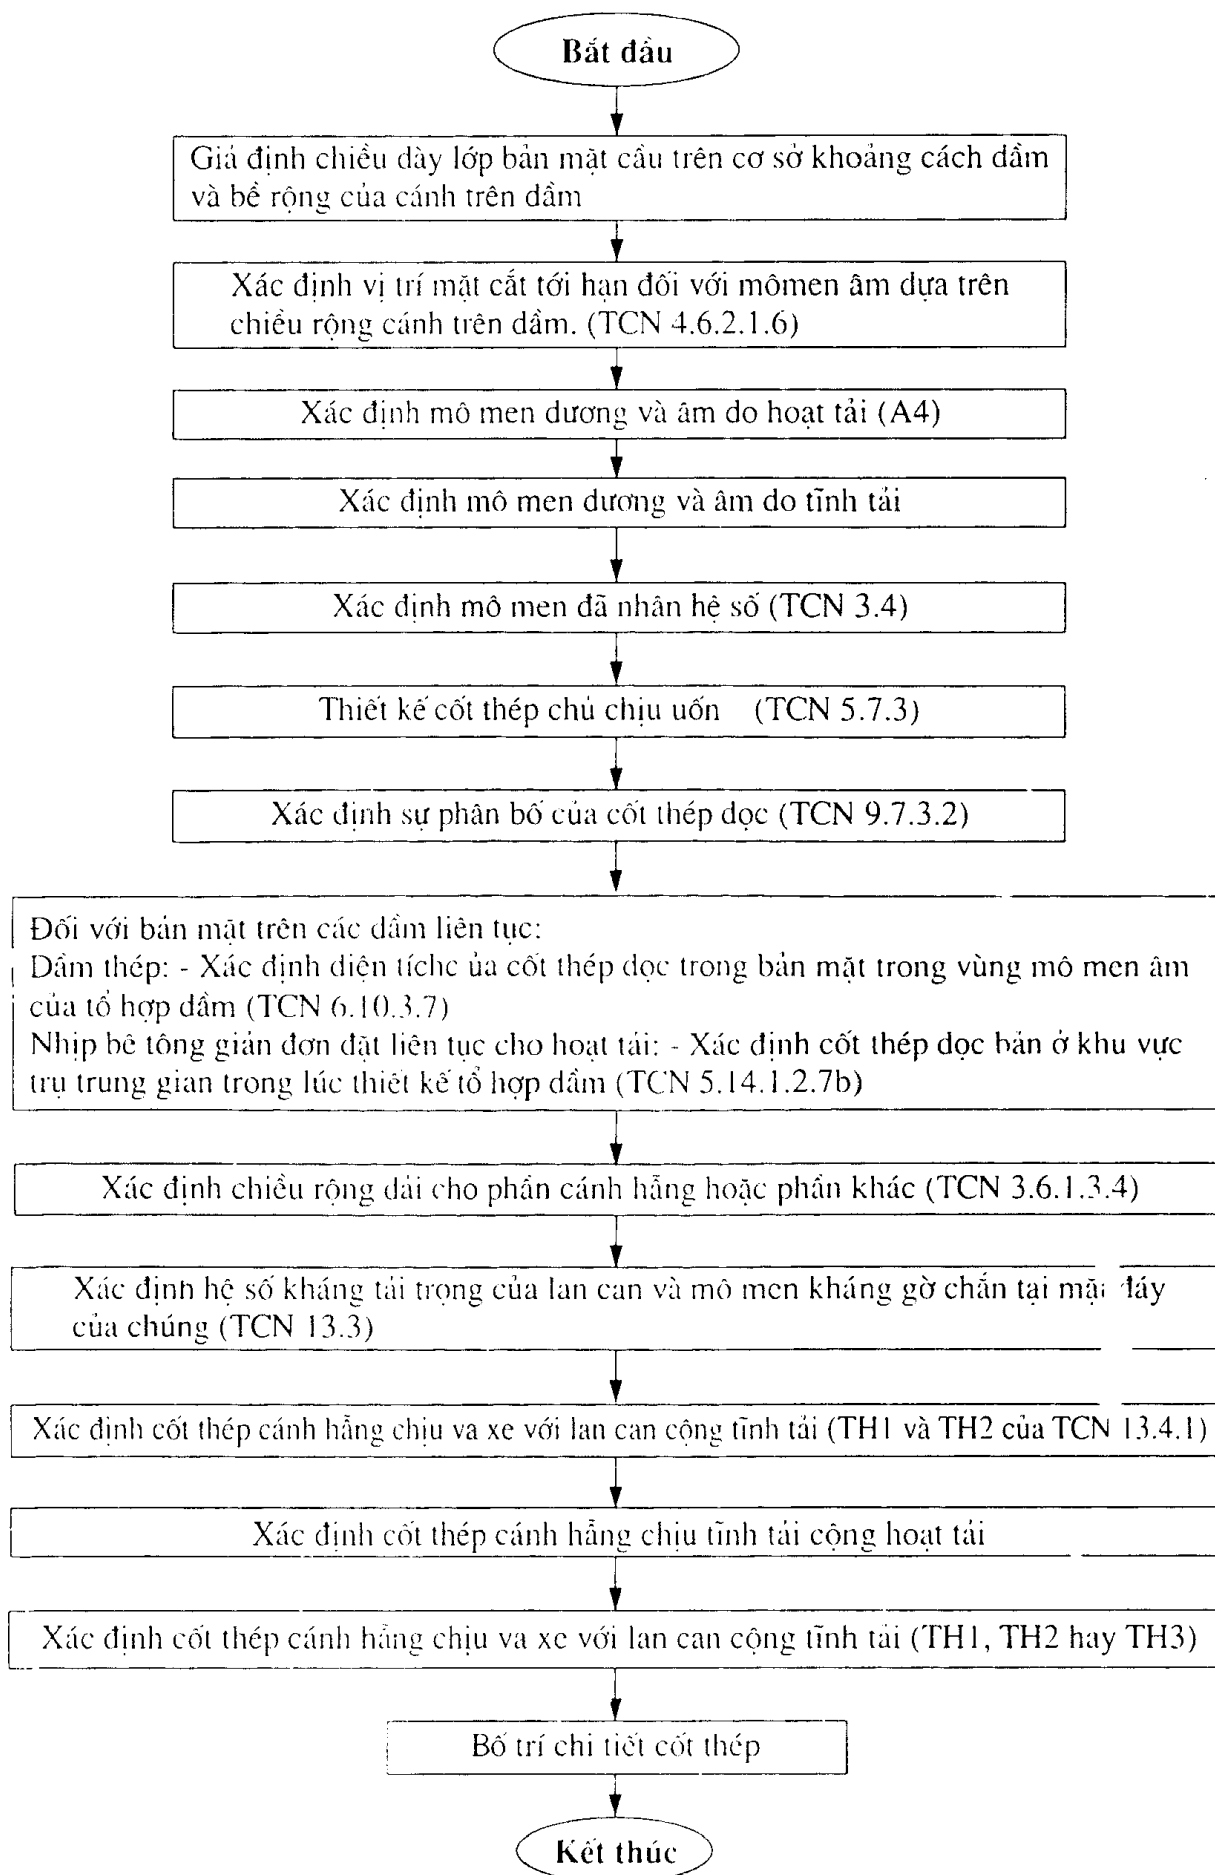 Bắt đầu
Giả định chiều dày lớp bản mặt cầu trên cơ sở khoảng cách dầm
và bề rộng của cánh trên dầm
Xác định vị trí mặt cắt tới hạn đối với mômen âm dựa trên
chiều rộng cánh trên dầm. (TCN 4.6.2.1.6)
Xác định mô men dương và âm do hoạt tải (A4)
Xác định mô men dương và âm do tĩnh tải
Xác định mô men đã nhân hệ số (TCN 3.4)
Thiết kế cốt thép chủ chịu uốn (TCN 5.7.3)
Xác định sự phân bố của cốt thép dọc (TCN 9.7.3.2)
Đối với bản mặt trên các dầm liên tục:
Dầm thép: - Xác định diện tíchc ủa cốt thép dọc trong bản mặt trong vùng mô men âm
của tổ hợp dầm (TCN 6.10.3.7)
Nhịp bê tông giản đơn đặt liên tục cho hoạt tải: - Xác định cốt thép dọc bản ở khu vực
trụ trung gian trong lúc thiết kế tổ hợp dầm (TCN 5.14.1.2.7b)
Xác định chiều rộng dải cho phần cánh hẫng hoặc phần khác (TCN 3.6.1.3.4)
Xác định hệ số kháng tải trọng của lan can và mô men kháng gờ chắn tại mặt đáy
của chúng (TCN 13.3)
Xác định cốt thép cánh hẫng chịu va xe với lan can cộng tĩnh tải (TH1 và TH2 của TCN 13.4.1)
Xác định cốt thép cánh hẫng chịu tĩnh tải cộng hoạt tải
Xác định cốt thép cánh hẫng chịu va xe với lan can cộng tĩnh tải (TH1, TH2 hay TH3)
Bố trí chi tiết cốt thép
Kết thúc